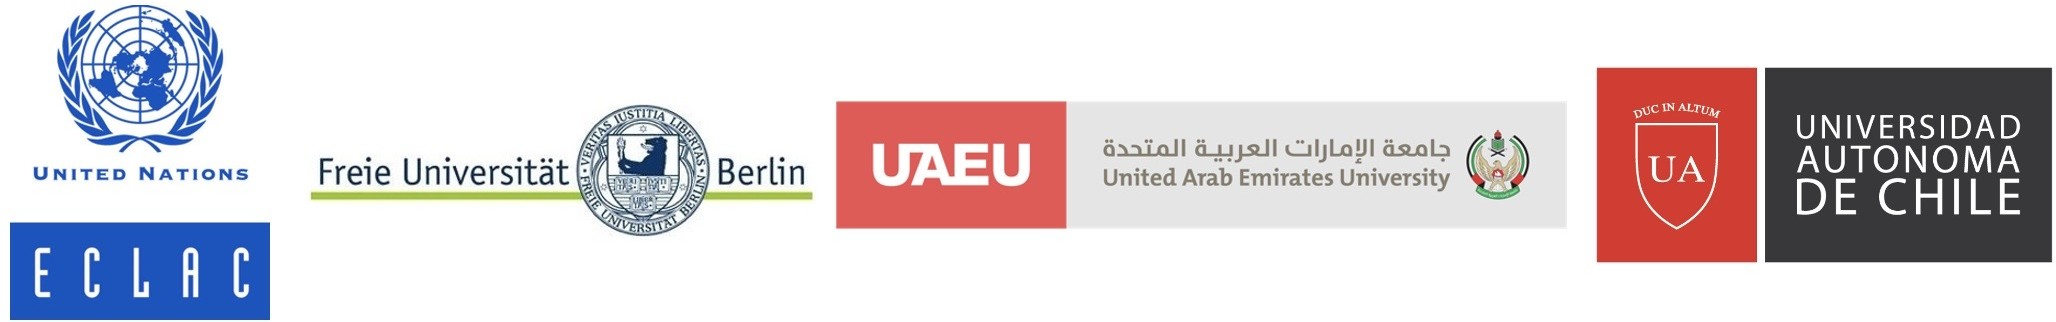 UNITED NATIONS
ECLAC
Freie Universität Berlin
VERITAS JUSTITIA LIBERTAS
FREIE UNIVERSITÄT BERLIN
UAEU
جامعة الإمارات العربية المتحدة
United Arab Emirates University
DUC IN ALTUM
UA
UNIVERSIDAD
AUTONOMA
DE CHILE